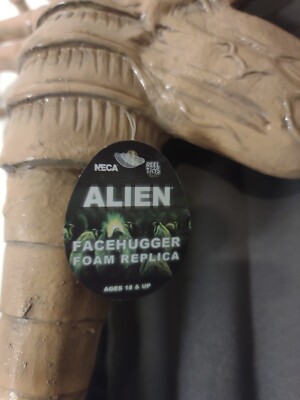 NECA
REEL TOYS
ALIEN
FACEHUGGER
FOAM REPLICA
AGES 18 & UP